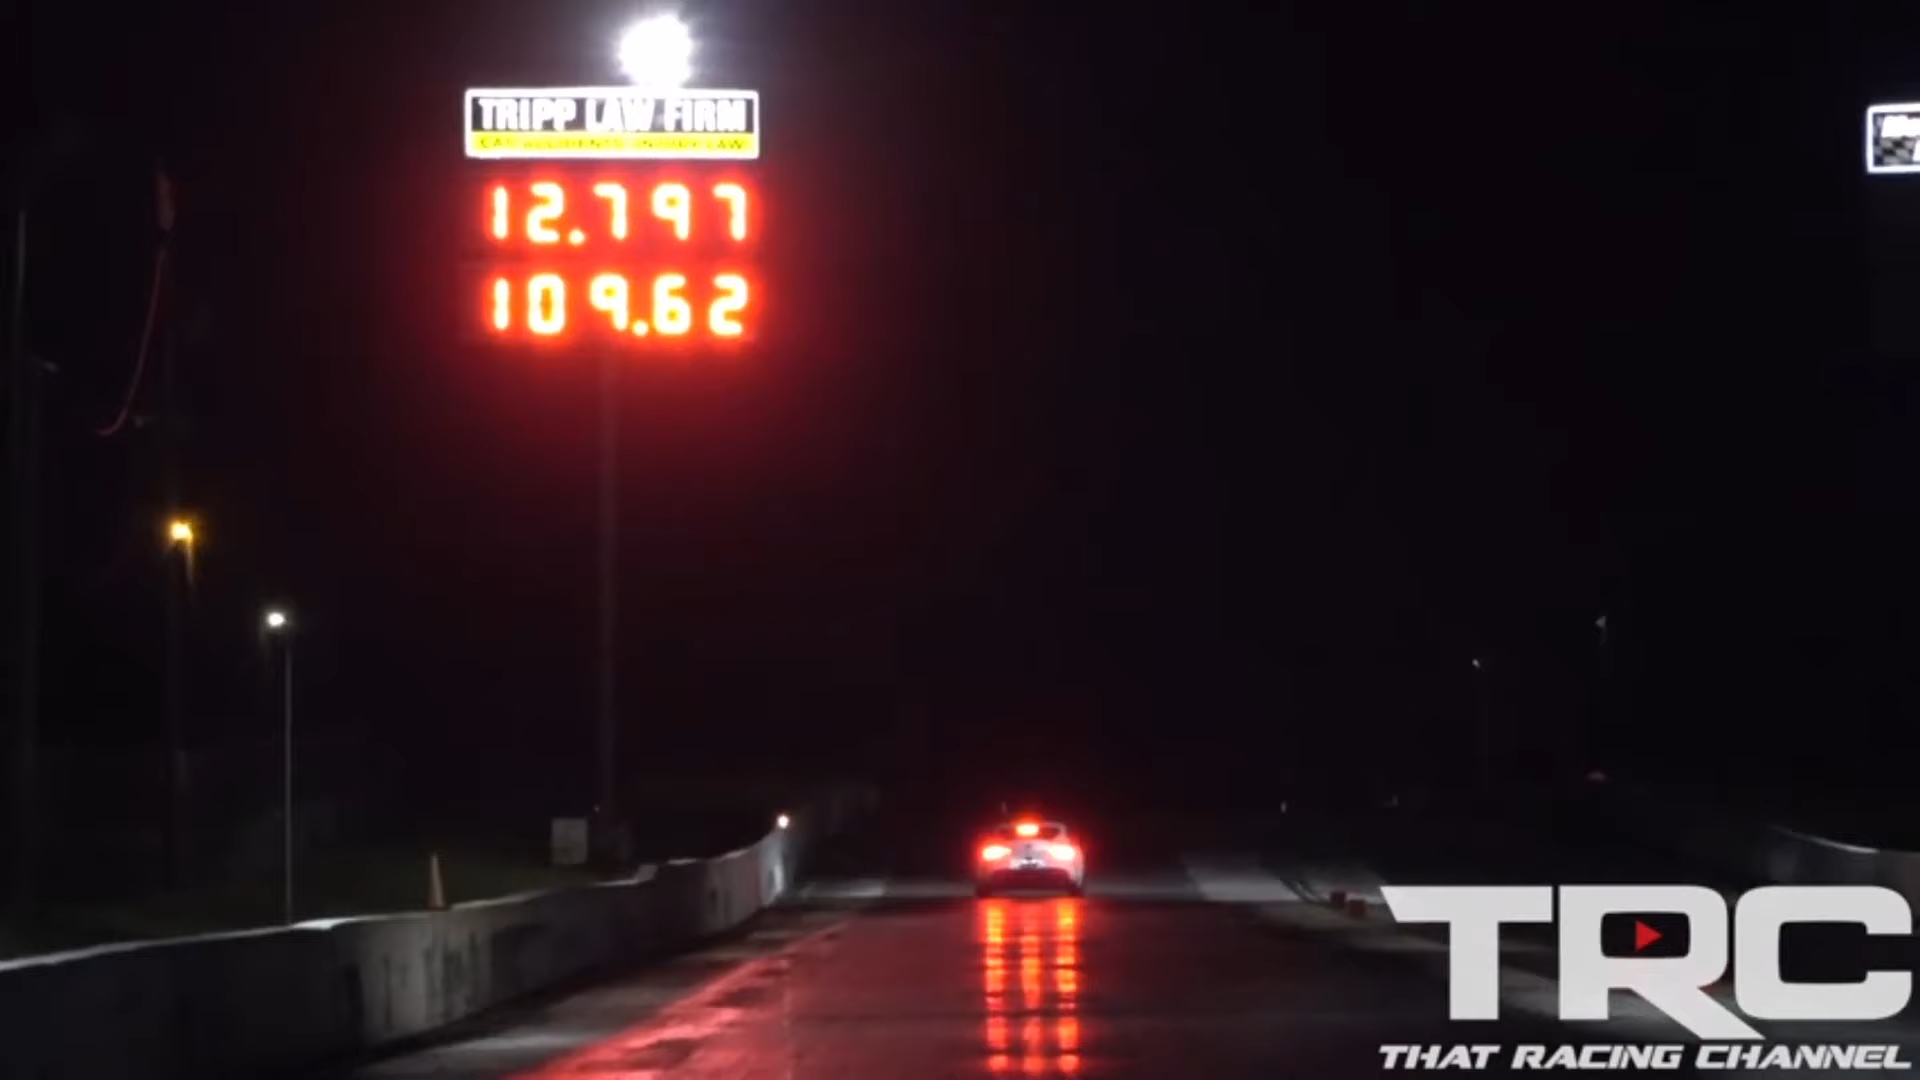 TRIPP LAW FIRM
12.797
109.62
TRC
THAT RACING CHANNEL